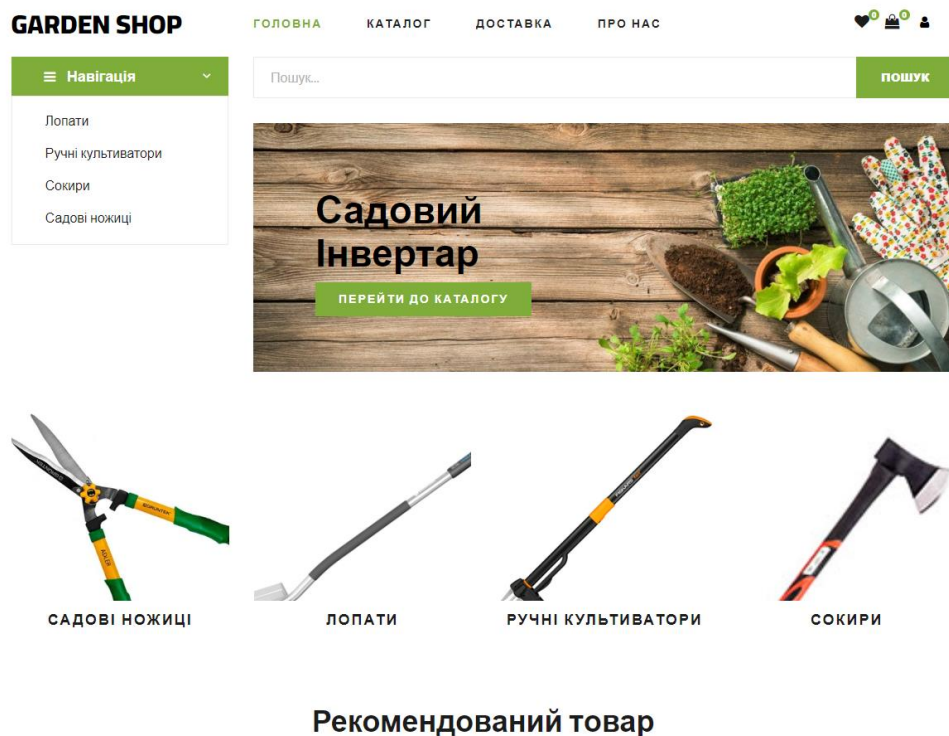 GARDEN SHOP
ГОЛОВНА КАТАЛОГ ДОСТАВКА ПРО НАС
0 0
Навігація
Пошук... ПОШУК
Лопати
Ручні культиватори
Сокири
Садові ножиці
Садовий
Інвертар
ПЕРЕЙТИ ДО КАТАЛОГУ
САДОВІ НОЖИЦІ ЛОПАТИ РУЧНІ КУЛЬТИВАТОРИ СОКИРИ
Рекомендований товар